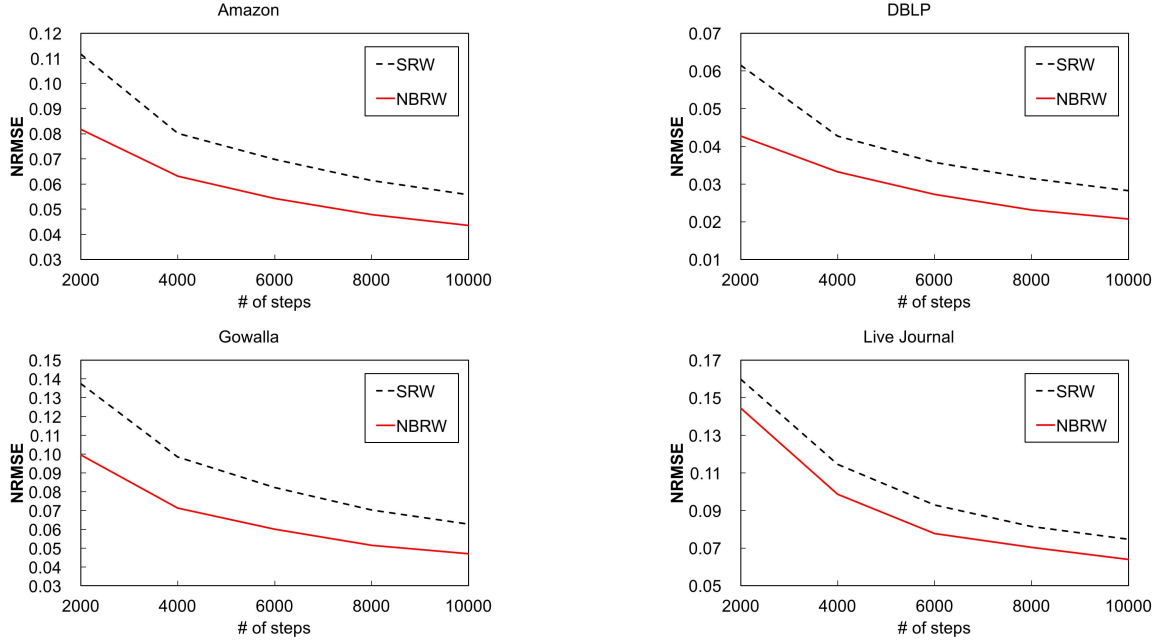 Amazon
0.12
0.11
0.10
0.09
0.08
0.07
0.06
0.05
0.04
0.03
NRMSE
SRW
NBRW
2000 4000 6000 8000 10000
# of steps
DBLP
0.07
0.06
0.05
0.04
0.03
0.02
0.01
NRMSE
SRW
NBRW
2000 4000 6000 8000 10000
# of steps
Gowalla
0.15
0.14
0.13
0.12
0.11
0.10
0.09
0.08
0.07
0.06
0.05
0.04
0.03
NRMSE
SRW
NBRW
2000 4000 6000 8000 10000
# of steps
Live Journal
0.17
0.15
0.13
0.11
0.09
0.07
0.05
NRMSE
SRW
NBRW
2000 4000 6000 8000 10000
# of steps